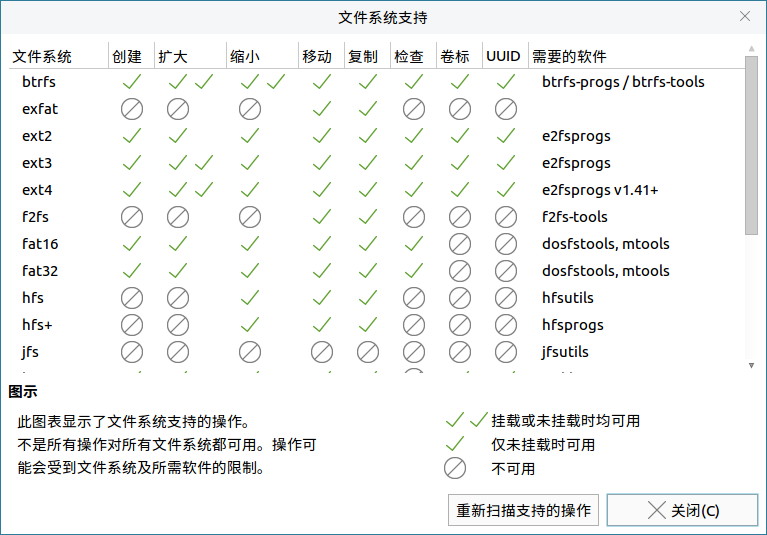 文件系统支持
文件系统 创建 扩大 缩小 移动 复制 检查 卷标 UUID 需要的软件
btrfs btrfs-progs / btrfs-tools
exfat
ext2 e2fsprogs
ext3 e2fsprogs
ext4 e2fsprogs v1.41+
f2fs f2fs-tools
fat16 dosfstools, mtools
fat32 dosfstools, mtools
hfs hfsutils
hfs+ hfsprogs
jfs jfsutils
图示
此图表显示了文件系统支持的操作。
不是所有操作对所有文件系统都可用。操作可
能会受到文件系统及所需软件的限制。
挂载或未挂载时均可用
仅未挂载时可用
不可用
重新扫描支持的操作 关闭(C)